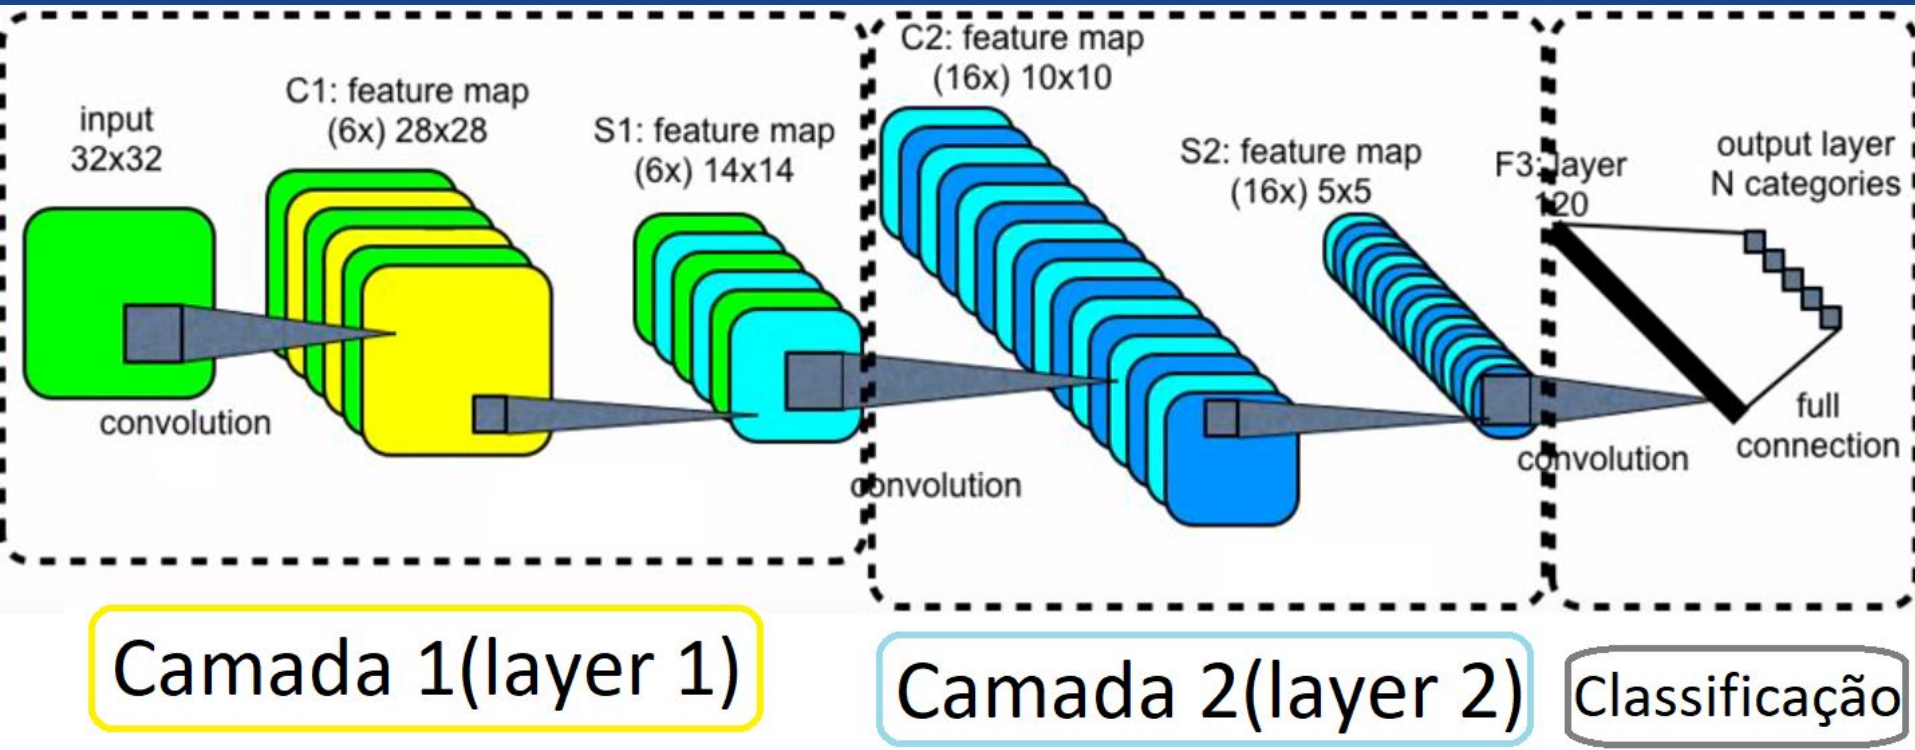 input
32x32
C1: feature map
(6x) 28x28
S1: feature map
(6x) 14x14
convolution
C2: feature map
(16x) 10x10
S2: feature map
(16x) 5x5
convolution
F3: layer
120
output layer
N categories
convolution
full
connection
Camada 1(layer 1)
Camada 2(layer 2)
Classificação